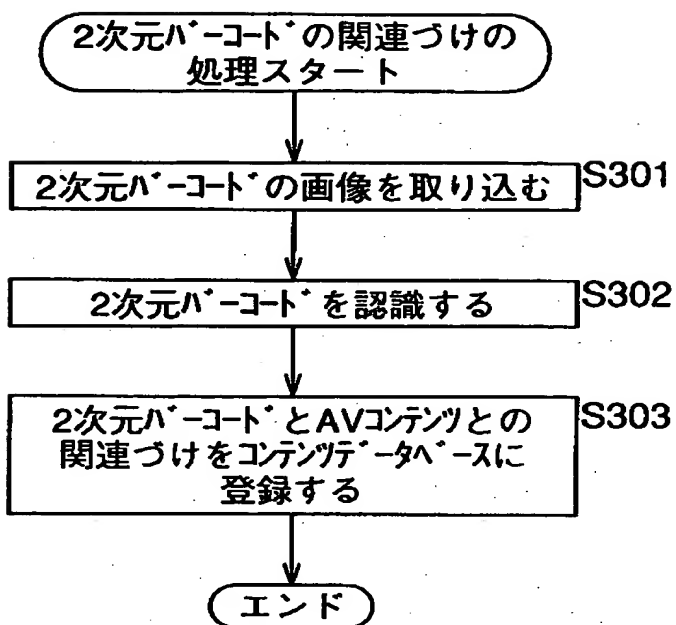 2次元バーコードの関連づけの
処理スタート
2次元バーコードの画像を取り込む
S301
2次元バーコードを認識する
S302
2次元バーコードとAVコンテンツとの
S303
関連づけをコンテンツデータベースに
登録する
エンド